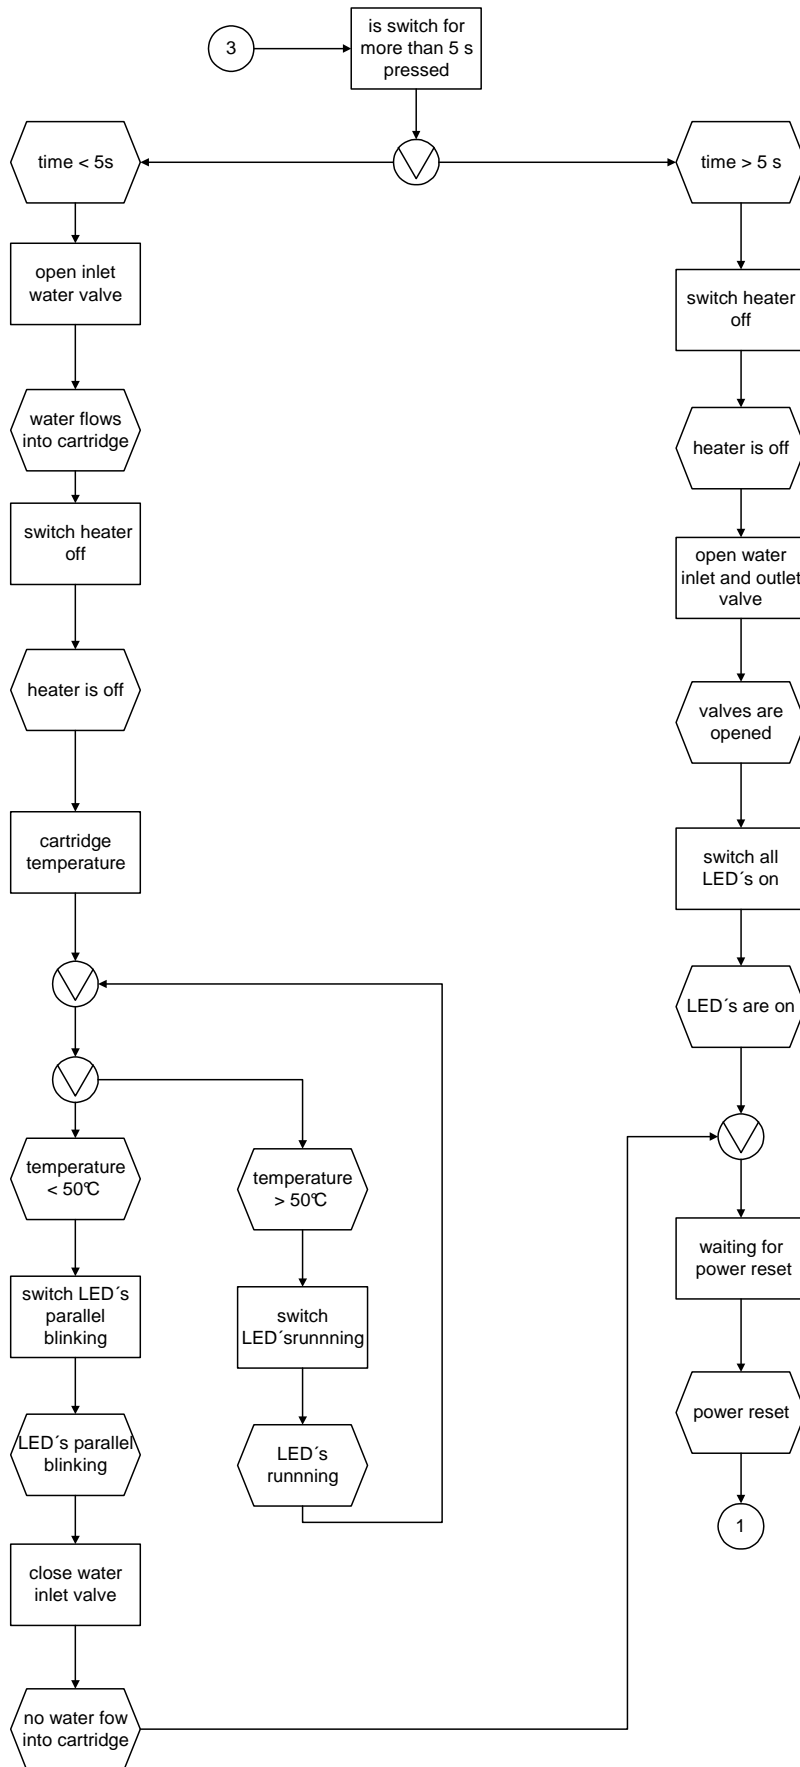 3
is switch for
more than 5 s
pressed
time < 5s
time > 5 s
open inlet
water valve
water flows
into cartridge
switch heater
off
heater is off
cartridge
temperature
temperature
< 50°C
switch LED´s
parallel
blinking
LED´s parallel
blinking
close water
inlet valve
no water fow
into cartridge
temperature
> 50°C
switch
LED´srunnning
LED´s
runnning
switch heater
off
heater is off
open water
inlet and outlet
valve
valves are
opened
switch all
LED´s on
LED´s are on
waiting for
power reset
power reset
1